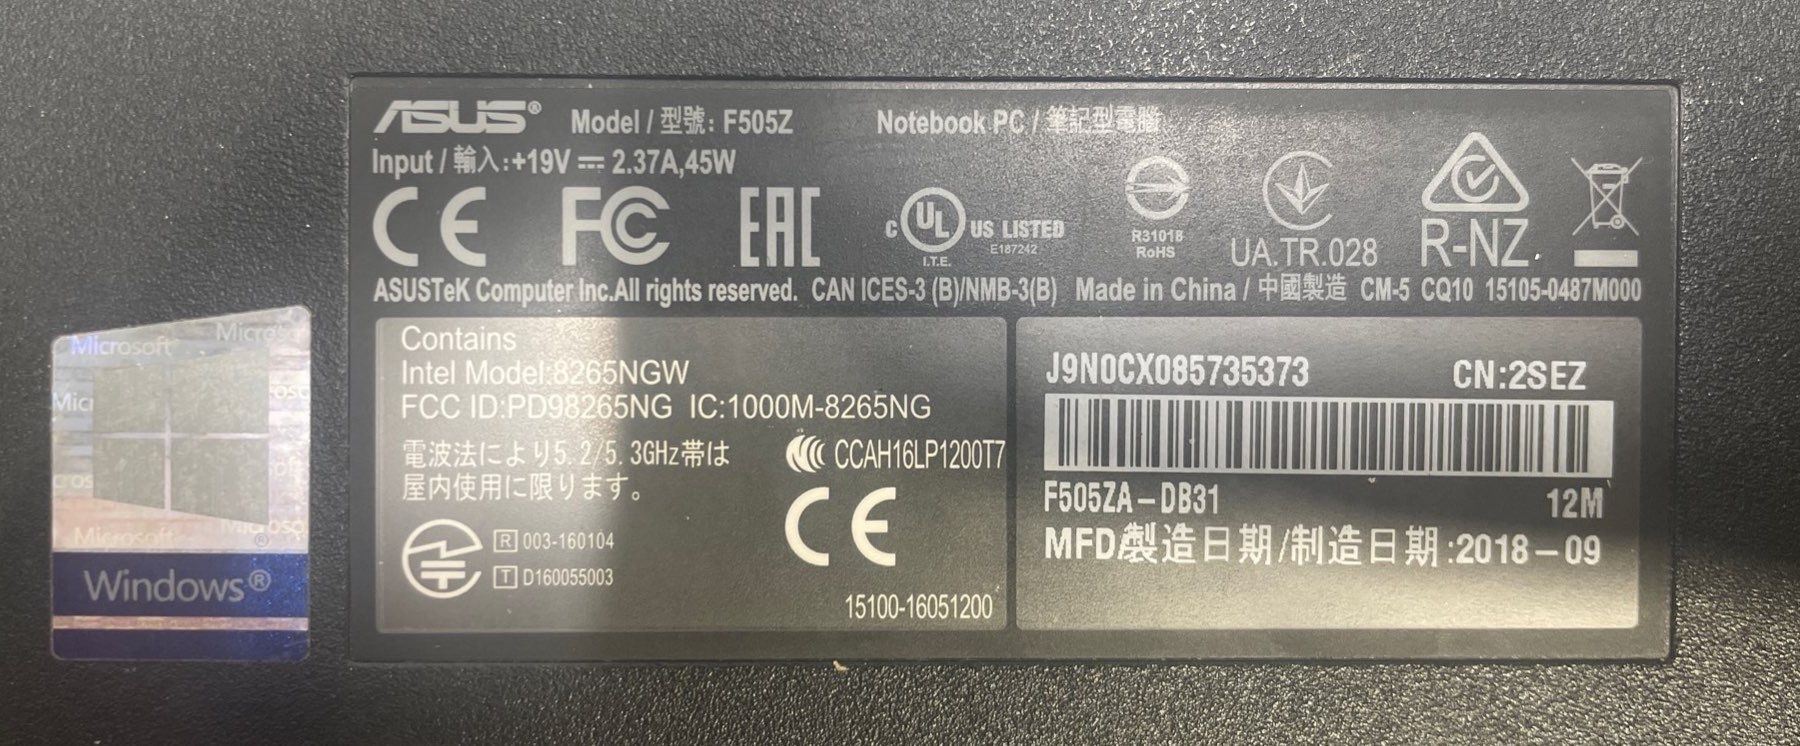 ASUS® Model / 型號: F505Z Notebook PC / 筆記型電腦
Input / 輸入:+19V ⎓ 2.37A,45W
CE FC EAC C UL US LISTED
I.T.E. E187242
R31018
RoHS
UA.TR.028
R-NZ
ASUSTeK Computer Inc.All rights reserved. CAN ICES-3 (B)/NMB-3(B) Made in China / 中國製造 CM-5 CQ10 15105-0487M000
Contains
Intel Model:8265NGW
FCC ID:PD98265NG IC:1000M-8265NG
電波法により5.2/5.3GHz帯は
屋内使用に限ります。
CCAH16LP1200T7
CE
R 003-160104
T D160055003
15100-16051200
J9N0CX085735373 CN:2SEZ
F505ZA-DB31 12M
MFD/製造日期/制造日期:2018-09
Microsoft
Microsoft
Windows®